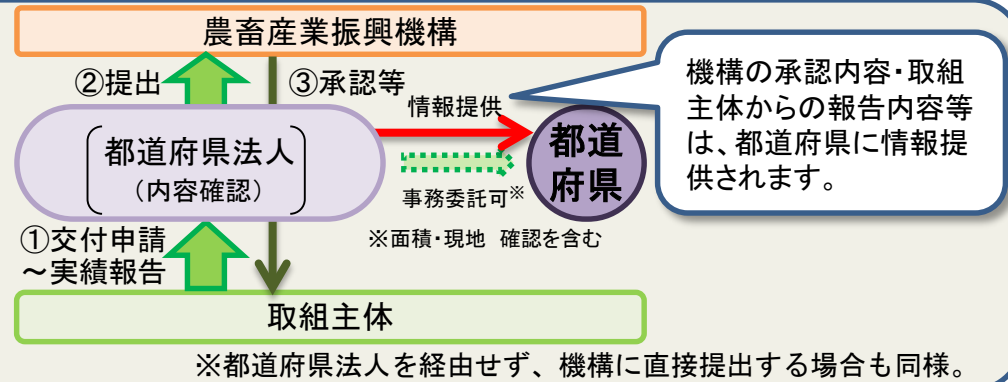 農畜産業振興機構
②提出
③承認等
情報提供
機構の承認内容・取組
主体からの報告内容等
は、都道府県に情報提
供されます。
都道府県法人
（内容確認）
都道
府県
事務委託可※
※面積・現地 確認を含む
①交付申請
～実績報告
取組主体
※都道府県法人を経由せず、機構に直接提出する場合も同様。